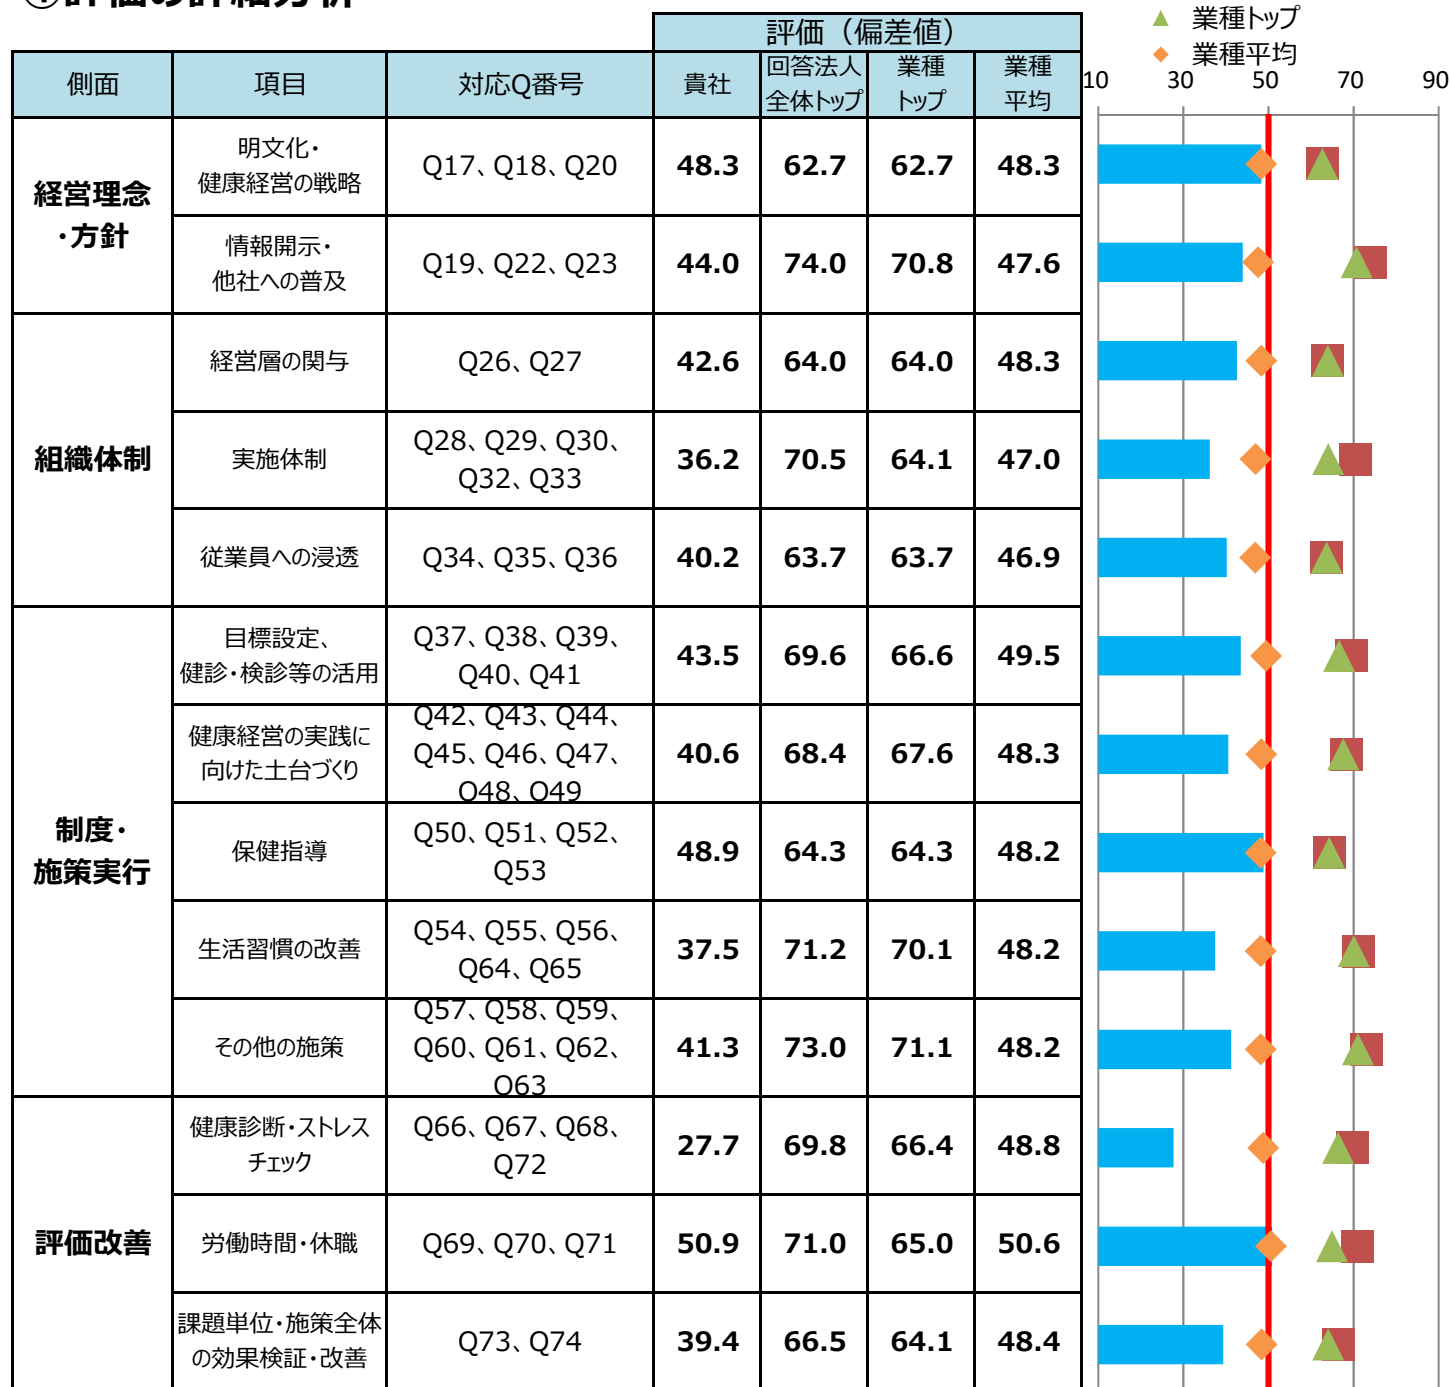 ①評価の詳細分析
業種トップ
業種平均
評価（偏差値）
側面 項目 対応Q番号 貴社 回答法人 業種 業種
全体トップ トップ 平均
10 30 50 70 90
経営理念
・方針
明文化・
健康経営の戦略
Q17、Q18、Q20
48.3 62.7 62.7 48.3
情報開示・
他社への普及
Q19、Q22、Q23
44.0 74.0 70.8 47.6
組織体制
経営層の関与
Q26、Q27
42.6 64.0 64.0 48.3
実施体制
Q28、Q29、Q30、
Q32、Q33
36.2 70.5 64.1 47.0
従業員への浸透
Q34、Q35、Q36
40.2 63.7 63.7 46.9
制度・
施策実行
目標設定、
健診・検診等の活用
Q37、Q38、Q39、
Q40、Q41
43.5 69.6 66.6 49.5
健康経営の実践に
向けた土台づくり
Q42、Q43、Q44、
Q45、Q46、Q47、
Q48、Q49
40.6 68.4 67.6 48.3
保健指導
Q50、Q51、Q52、
Q53
48.9 64.3 64.3 48.2
生活習慣の改善
Q54、Q55、Q56、
Q64、Q65
37.5 71.2 70.1 48.2
その他の施策
Q57、Q58、Q59、
Q60、Q61、Q62、
Q63
41.3 73.0 71.1 48.2
評価改善
健康診断・ストレス
チェック
Q66、Q67、Q68、
Q72
27.7 69.8 66.4 48.8
労働時間・休職
Q69、Q70、Q71
50.9 71.0 65.0 50.6
課題単位・施策全体
の効果検証・改善
Q73、Q74
39.4 66.5 64.1 48.4